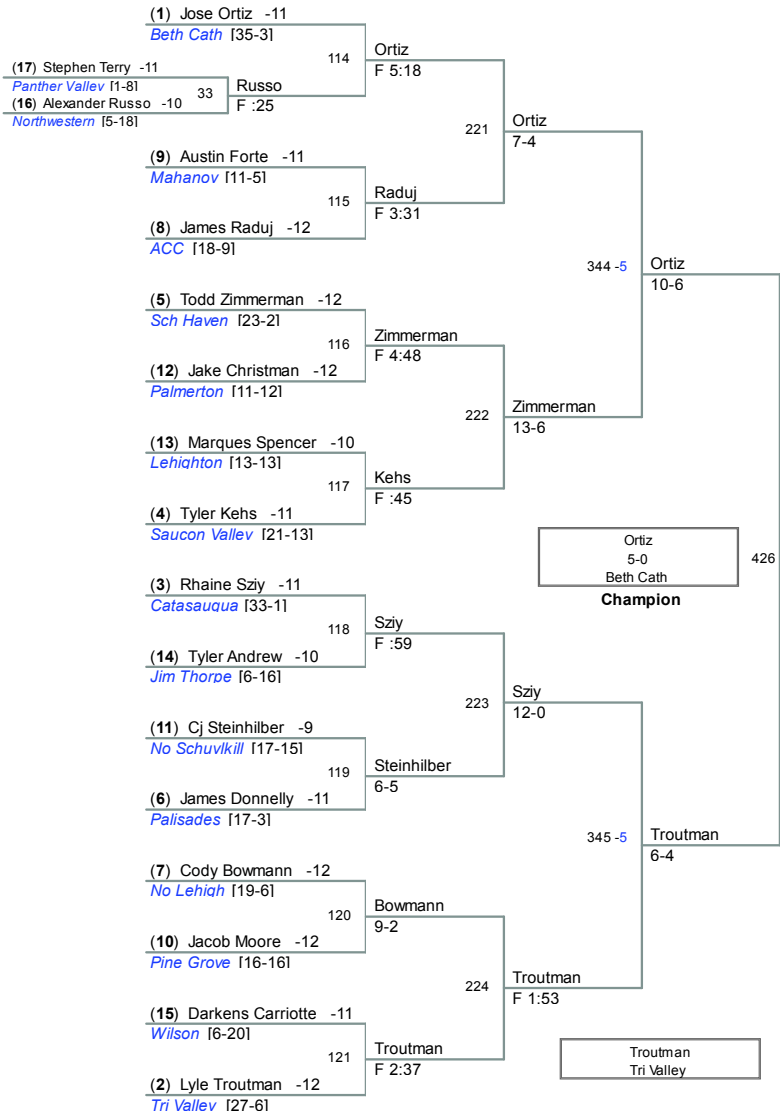 (1) Jose Ortiz -11
Beth Cath [35-3]
114
Ortiz
F 5:18
(17) Stephen Terry -11
Panther Valley [1-8]
33
Russo
F :25
(16) Alexander Russo -10
Northwestern [5-18]
221
Ortiz
7-4
(9) Austin Forte -11
Mahanoy [11-5]
115
Raduj
F 3:31
(8) James Raduj -12
ACC [18-9]
344 -5
Ortiz
10-6
(5) Todd Zimmerman -12
Sch Haven [23-2]
116
Zimmerman
F 4:48
(12) Jake Christman -12
Palmerton [11-12]
222
Zimmerman
13-6
(13) Marques Spencer -10
Lehighton [13-13]
117
Kehs
F :45
(4) Tyler Kehs -11
Saucon Valley [21-13]
Ortiz
5-0
Beth Cath
Champion
426
(3) Rhaine Sziy -11
Catasauqua [33-1]
118
Sziy
F :59
(14) Tyler Andrew -10
Jim Thorpe [6-16]
223
Sziy
12-0
(11) Cj Steinhilber -9
No Schuylkill [17-15]
119
Steinhilber
6-5
(6) James Donnelly -11
Palisades [17-3]
345 -5
Troutman
6-4
(7) Cody Bowmann -12
No Lehigh [19-6]
120
Bowmann
9-2
(10) Jacob Moore -12
Pine Grove [16-16]
224
Troutman
F 1:53
(15) Darkens Carriotte -11
Wilson [6-20]
121
Troutman
F 2:37
(2) Lyle Troutman -12
Tri Valley [27-6]
Troutman
Tri Valley